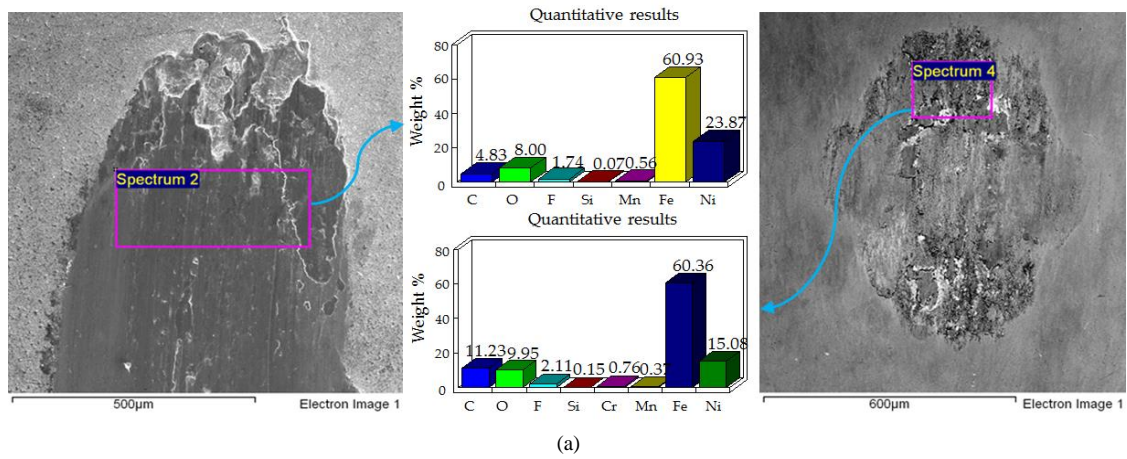 Spectrum 2
500µm
Electron Image 1
Quantitative results
Weight %
80
60
40
20
0
4.83 8.00 1.74 0.07 0.56 60.93 23.87
C O F Si Mn Fe Ni
Quantitative results
Weight %
80
60
40
20
0
11.23 9.95 2.11 0.15 0.76 60.36 15.08
C O F Si Cr Mn Fe Ni
Spectrum 4
600µm
Electron Image 1
(a)